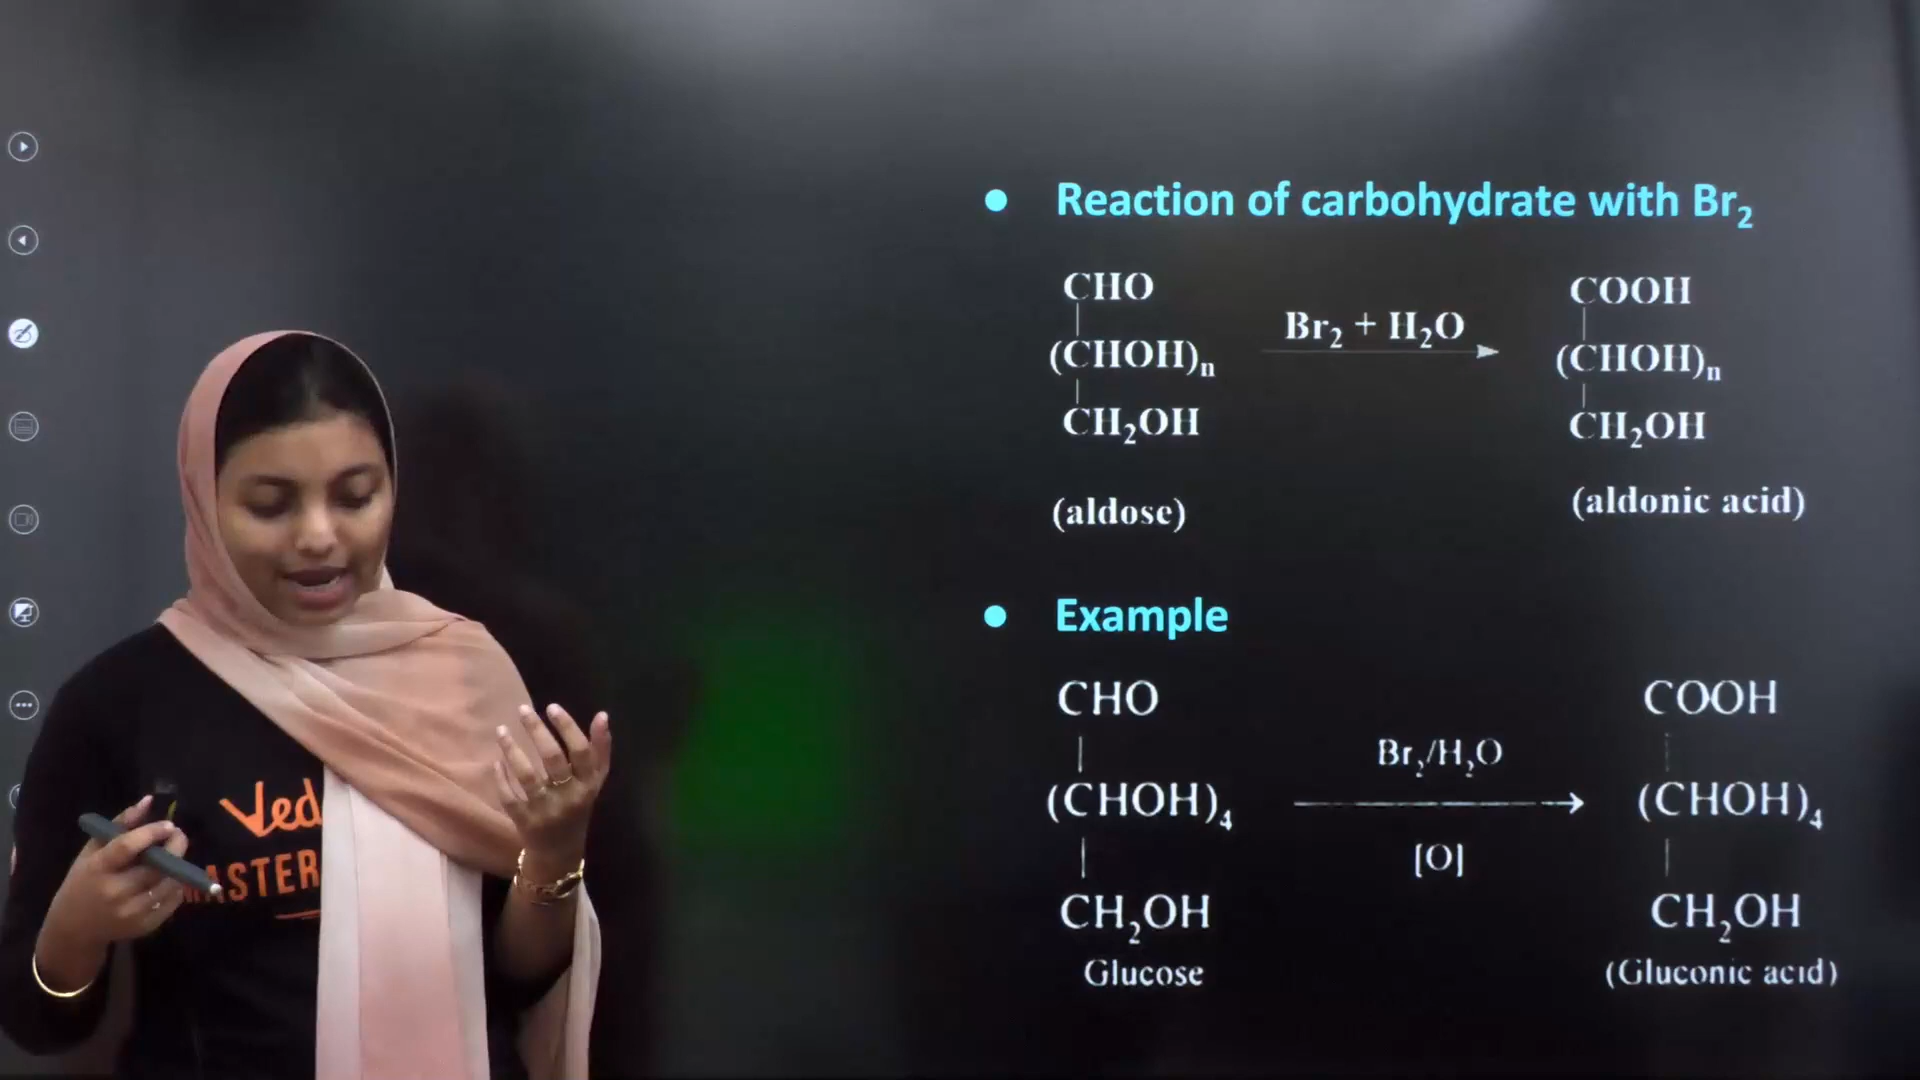 Reaction of carbohydrate with Br₂
CHO
(CHOH)ₙ
CH₂OH
(aldose)
Br₂ + H₂O
COOH
(CHOH)ₙ
CH₂OH
(aldonic acid)
Example
CHO
(CHOH)₄
CH₂OH
Glucose
Br₂/H₂O
[O]
COOH
(CHOH)₄
CH₂OH
(Gluconic acid)
Ved
MASTER